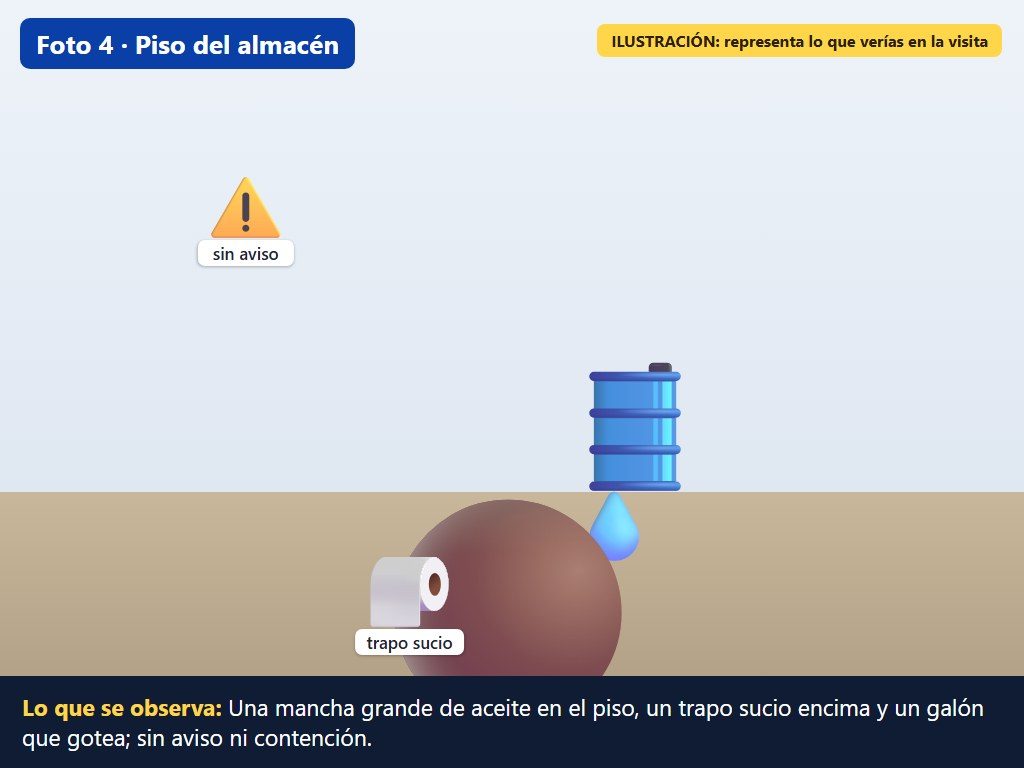 Foto 4 · Piso del almacén
ILUSTRACIÓN: representa lo que verías en la visita
sin aviso
trapo sucio
Lo que se observa: Una mancha grande de aceite en el piso, un trapo sucio encima y un galón
que gotea; sin aviso ni contención.